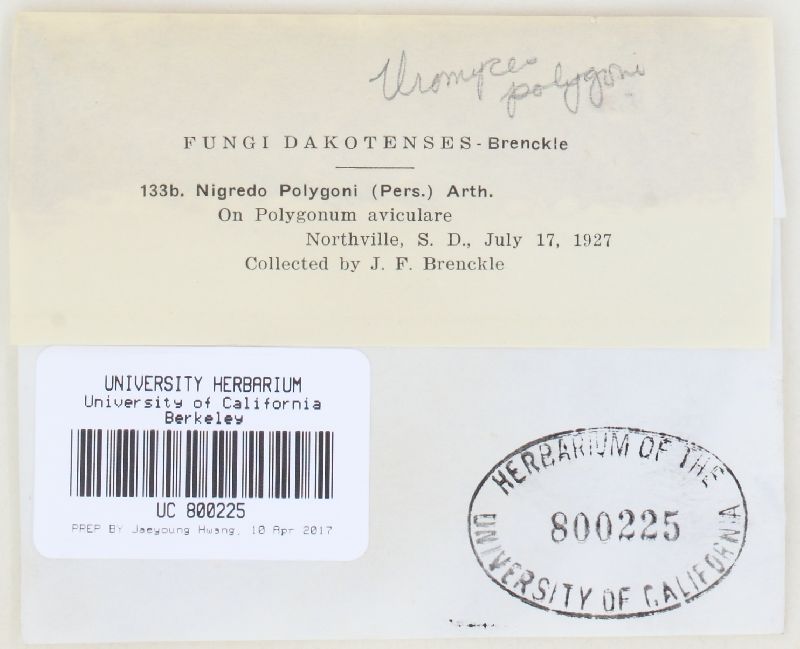 Uromyces
polygoni
FUNGI DAKOTENSES - Brenckle
133b. Nigredo Polygoni (Pers.) Arth.
On Polygonum aviculare
Northville, S. D., July 17, 1927
Collected by J. F. Brenckle
UNIVERSITY HERBARIUM
University of California
Berkeley
UC 800225
PREP BY Jaeyoung Hwang, 10 Apr 2017
HERBARIUM OF THE
800225
UNIVERSITY OF CALIFORNIA